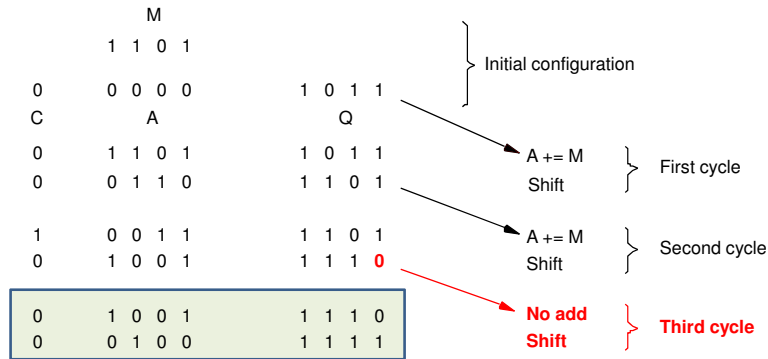 M
1 1 0 1
Initial configuration
0 0 0 0 0 1 0 1 1
C A Q
0 1 1 0 1 1 0 1 1 A += M
First cycle
0 0 1 1 0 1 1 0 1 Shift
1 0 0 1 1 1 1 0 1 A += M
Second cycle
0 1 0 0 1 1 1 1 0 Shift
0 1 0 0 1 1 1 1 0 No add
Third cycle
0 0 1 0 0 1 1 1 1 Shift